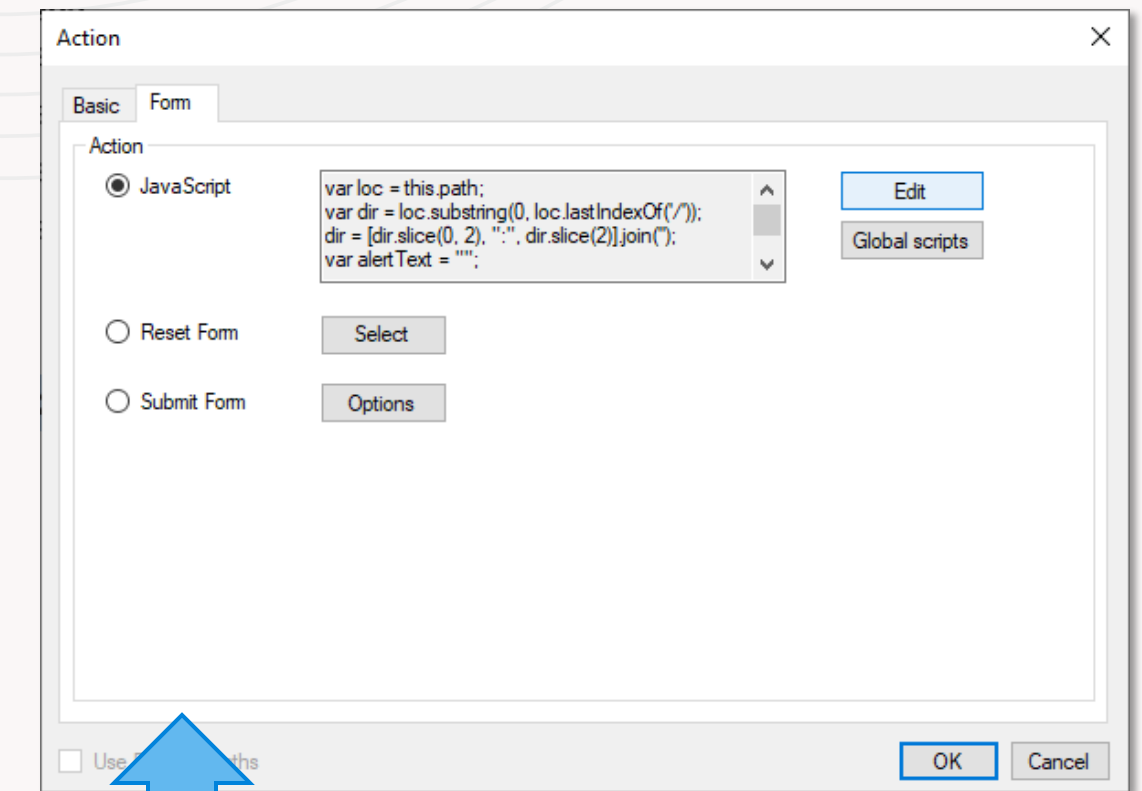 Action
Basic Form
Action
JavaScript
var loc = this.path;
var dir = loc.substring(0, loc.lastIndexOf('/'));
dir = [dir.slice(0, 2), ":", dir.slice(2)].join('');
var alertText = "";
Edit
Global scripts
Reset Form Select
Submit Form Options
Use
OK Cancel